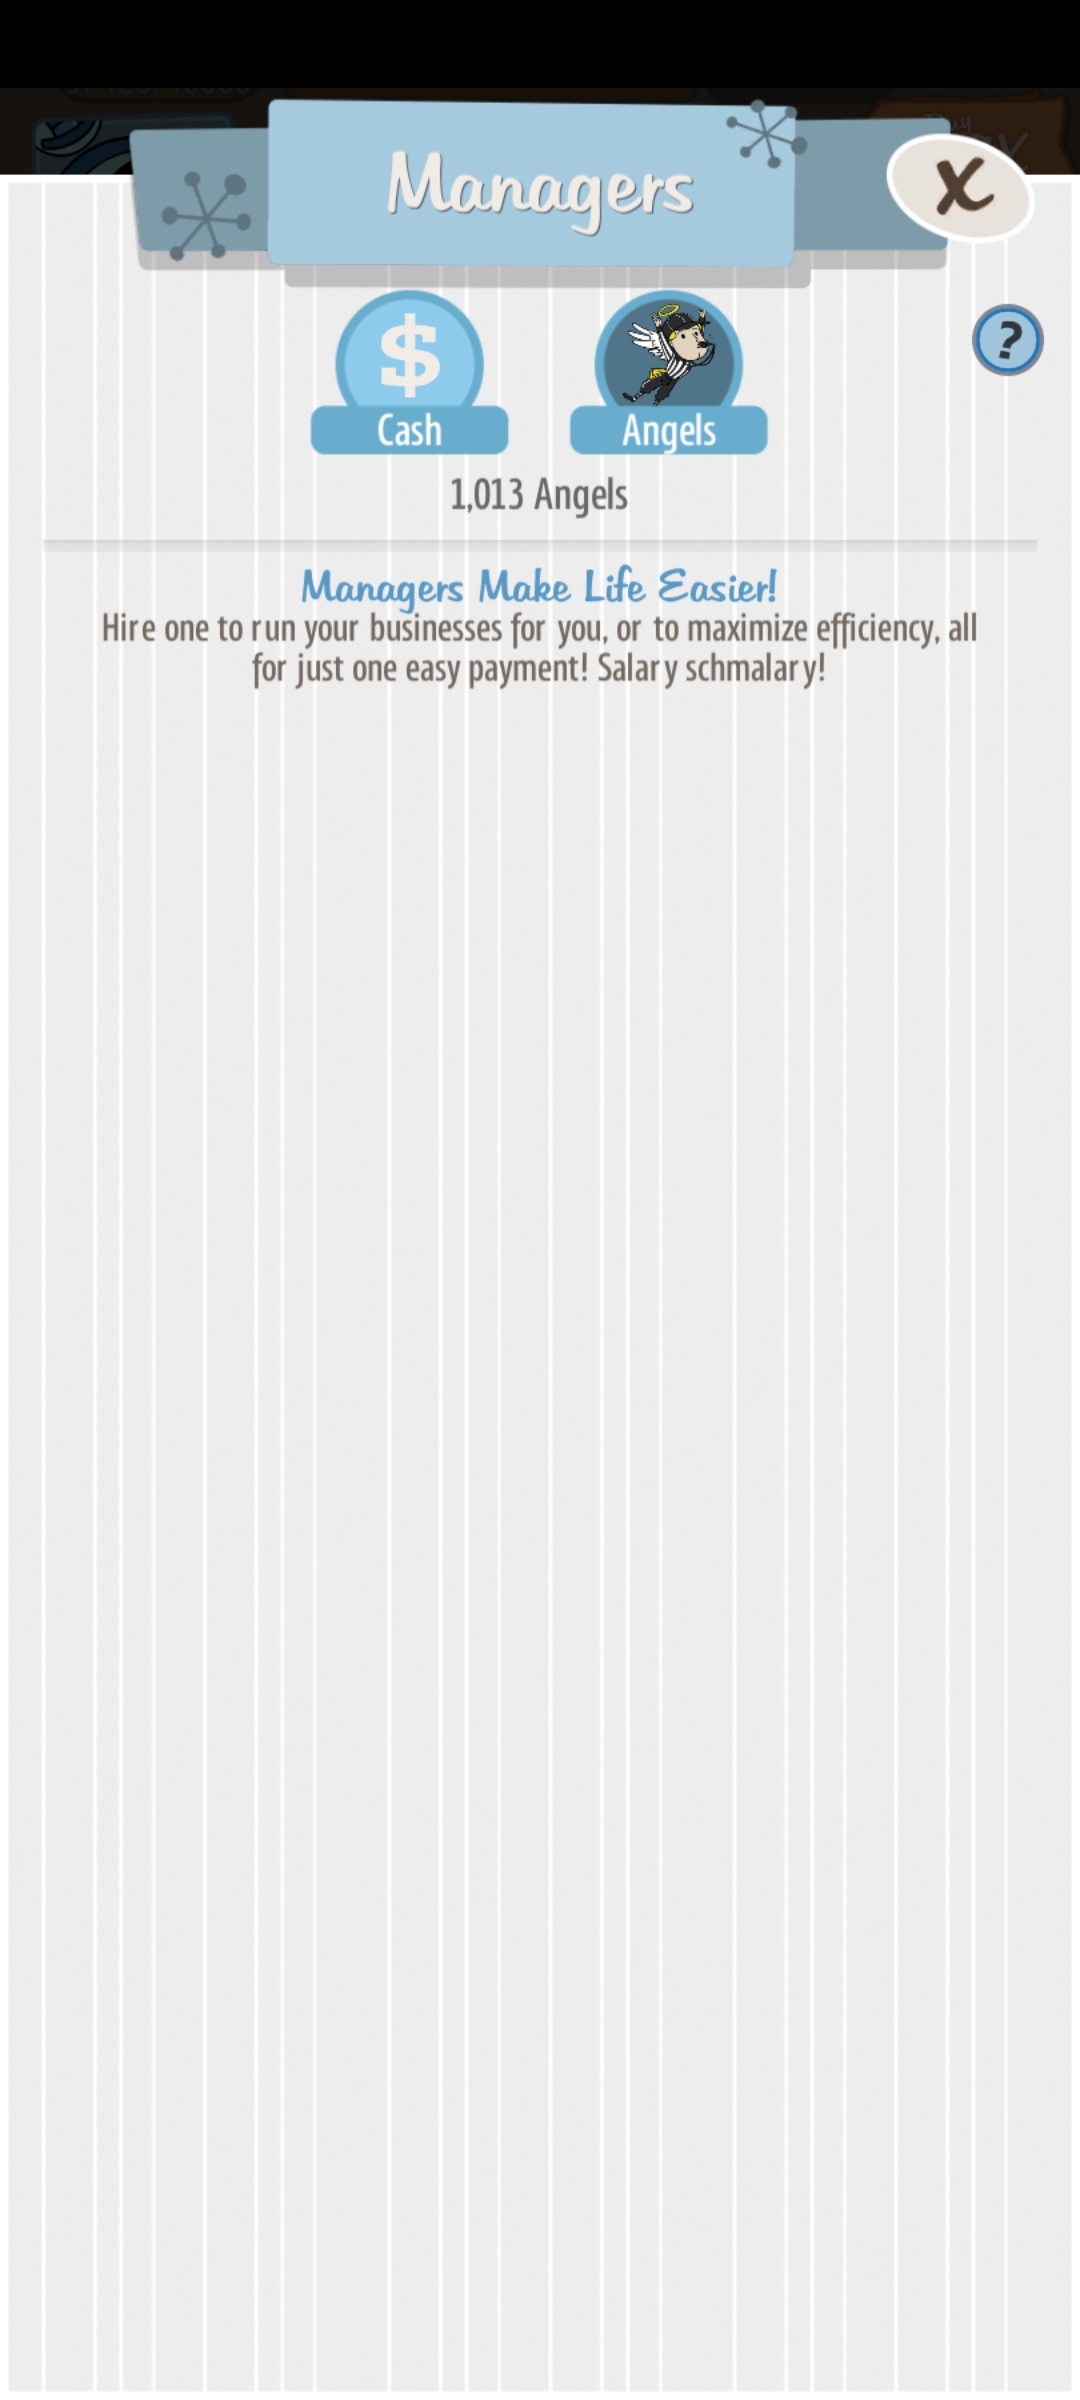 Managers
X
?
$
Cash
Angels
1,013 Angels
Managers Make Life Easier!
Hire one to run your businesses for you, or to maximize efficiency, all
for just one easy payment! Salary schmalary!